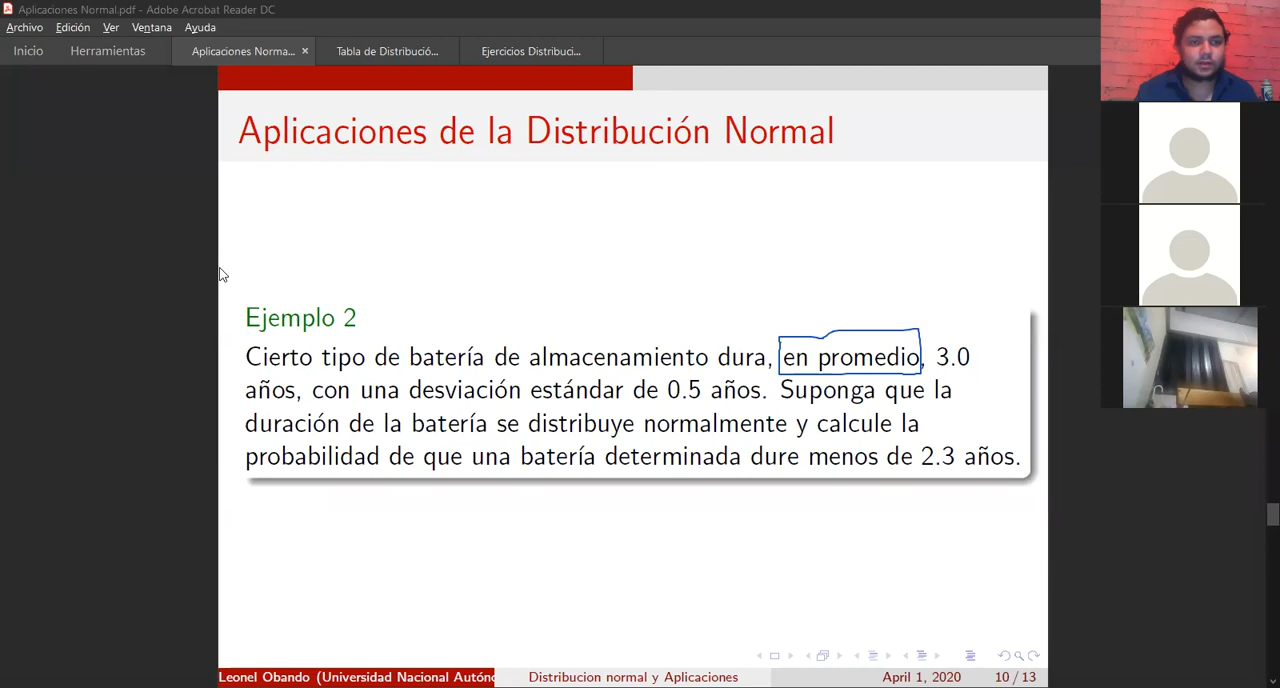 Aplicaciones Normal.pdf - Adobe Acrobat Reader DC
Archivo Edición Ver Ventana Ayuda
Inicio Herramientas Aplicaciones Norma... × Tabla de Distribució... Ejercicios Distribuci...
Aplicaciones de la Distribución Normal
Ejemplo 2
Cierto tipo de batería de almacenamiento dura, en promedio, 3.0
años, con una desviación estándar de 0.5 años. Suponga que la
duración de la batería se distribuye normalmente y calcule la
probabilidad de que una batería determinada dure menos de 2.3 años.
Leonel Obando (Universidad Nacional Autóno Distribucion normal y Aplicaciones April 1, 2020 10 / 13